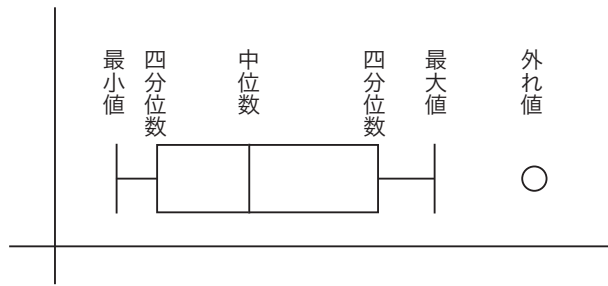 最小値
四分位数
中位数
四分位数
最大値
外れ値